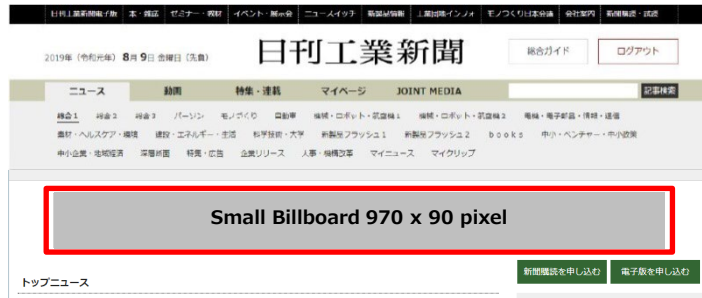 日刊工業新聞電子版 本・雑誌 セミナー・教材 イベント・展示会 ニュースイッチ 新製品情報 工業団地インフォ モノづくり日本会議 会社案内 新聞購読・試読
2019年（令和元年）8月9日 金曜日（先負） 日刊工業新聞 総合ガイド ログアウト
ニュース 動画 特集・連載 マイページ JOINT MEDIA 記事検索
総合1 総合2 総合3 パーソン モノづくり 自動車 機械・ロボット・航空機1 機械・ロボット・航空機2 電機・電子部品・情報・通信
素材・ヘルスケア・環境 建設・エネルギー・生活 科学技術・大学 新製品フラッシュ1 新製品フラッシュ2 books 中小・ベンチャー・中小政策
中小企業・地域経済 深層断面 特集・広告 企業リリース 人事・機構改革 マイニュース マイクリップ
Small Billboard 970 x 90 pixel
新聞購読を申し込む 電子版を申し込む
トップニュース